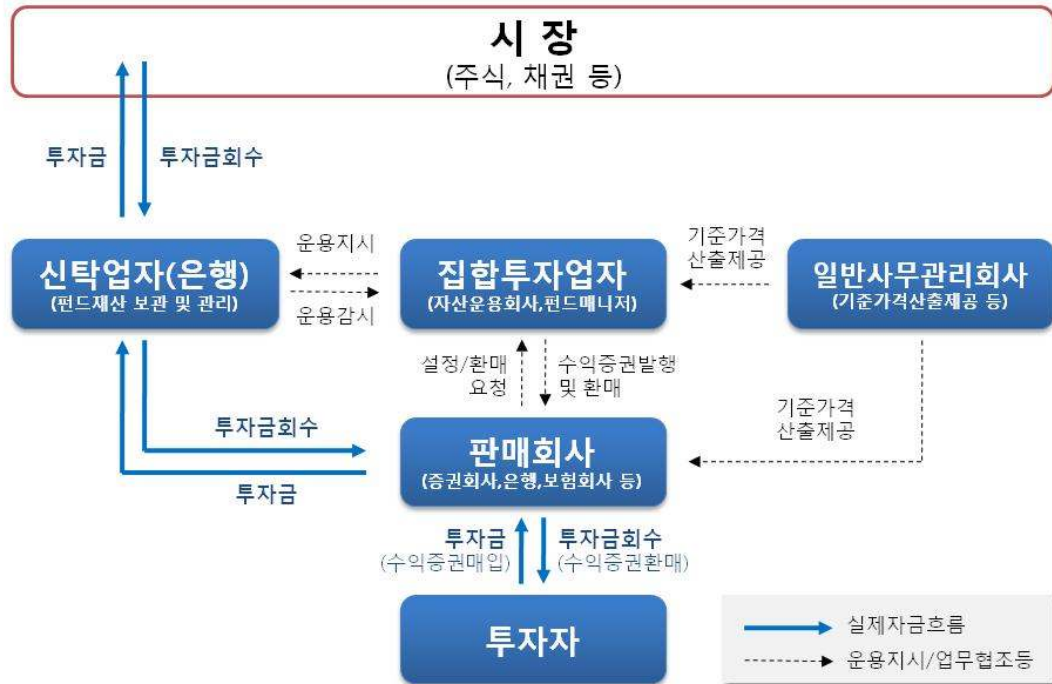 시 장
(주식, 채권 등)
투자금
투자금회수
신탁업자(은행)
(펀드재산 보관 및 관리)
운용지시
운용감시
집합투자업자
(자산운용회사,펀드매니저)
기준가격
산출제공
일반사무관리회사
(기준가격산출제공 등)
설정/환매
요청
수익증권발행
및 환매
기준가격
산출제공
투자금회수
투자금
판매회사
(증권회사,은행,보험회사 등)
투자금
(수익증권매입)
투자금회수
(수익증권환매)
투자자
실제자금흐름
운용지시/업무협조등